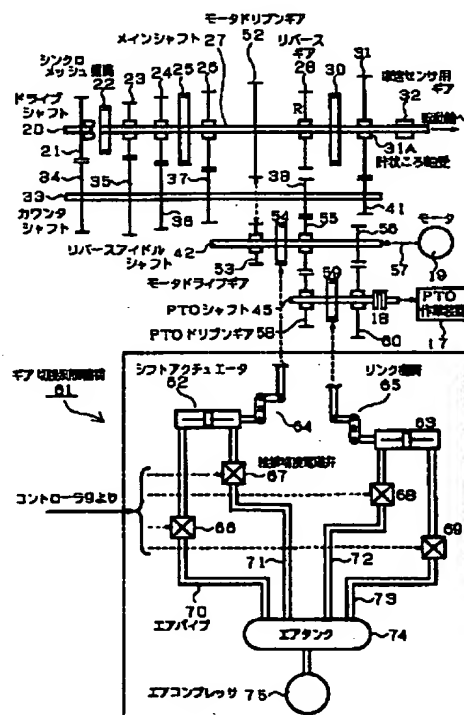 モータドリブンギア
メインシャフト 27 52 リバースギア
31
シンクロメッシュ機構
22 23 24 25 26 28 30 車速センサ用ギア
32
ドライブシャフト
20
R
駆動輪へ
21
31A
針状ころ軸受
34 35 37 38
33
カウンタシャフト
36 54 55 41
56
42
モータ
リバースアイドルシャフト
53 59 57 19
モータドライブギア
PTOシャフト 45
18
PTO作業装置
17
PTOドリブンギア 58 60
ギア切換制御装置
61
シフトアクチュエータ
62
リンク機構
65
64 63
67
68
コントローラ9より
66 69
71 72
70
エアパイプ
73
エアタンク
74
エアコンプレッサ
75